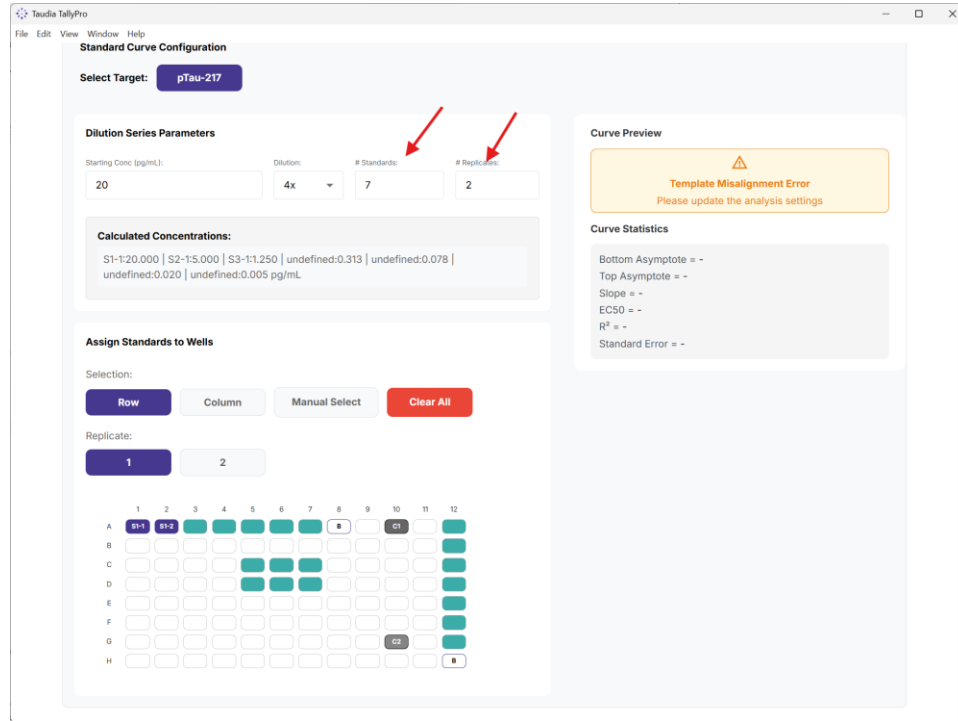 Taudia TallyPro
File Edit View Window Help
Standard Curve Configuration
Select Target: pTau-217
Dilution Series Parameters
Starting Conc (pg/mL): Dilution: # Standards: # Replicates:
20 4x 7 2
Calculated Concentrations:
S1-1:20.000 | S2-1:5.000 | S3-1:1.250 | undefined:0.313 | undefined:0.078 |
undefined:0.020 | undefined:0.005 pg/mL
Curve Preview
Template Misalignment Error
Please update the analysis settings
Curve Statistics
Bottom Asymptote = -
Top Asymptote = -
Slope = -
EC50 = -
R² = -
Standard Error = -
Assign Standards to Wells
Selection:
Row Column Manual Select Clear All
Replicate:
1 2
1 2 3 4 5 6 7 8 9 10 11 12
A S1-1 S1-2 B C1
B
C
D
E
F
G C2
H B